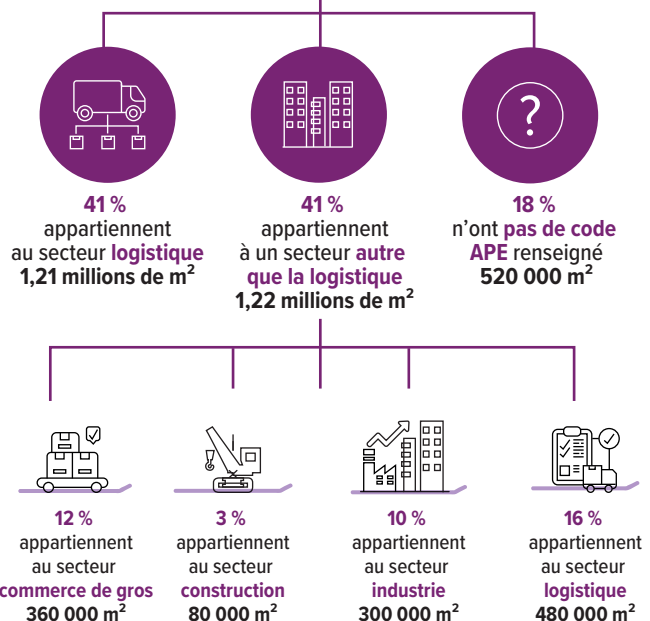 ?
41 %
appartiennent
au secteur logistique
1,21 millions de m²
41 %
appartiennent
à un secteur autre
que la logistique
1,22 millions de m²
18 %
n'ont pas de code
APE renseigné
520 000 m²
12 %
appartiennent
au secteur
commerce de gros
360 000 m²
3 %
appartiennent
au secteur
construction
80 000 m²
10 %
appartiennent
au secteur
industrie
300 000 m²
16 %
appartiennent
au secteur
logistique
480 000 m²